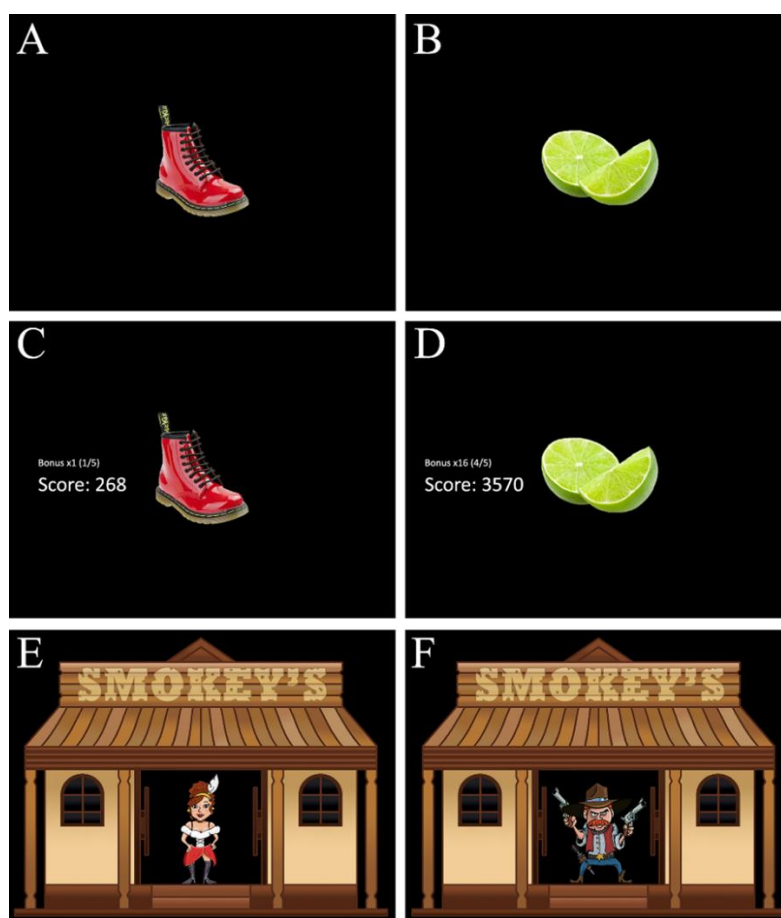 A
B
C
Bonus x1 (1/5)
Score: 268
D
Bonus x16 (4/5)
Score: 3570
E
SMOKEY'S
F
SMOKEY'S